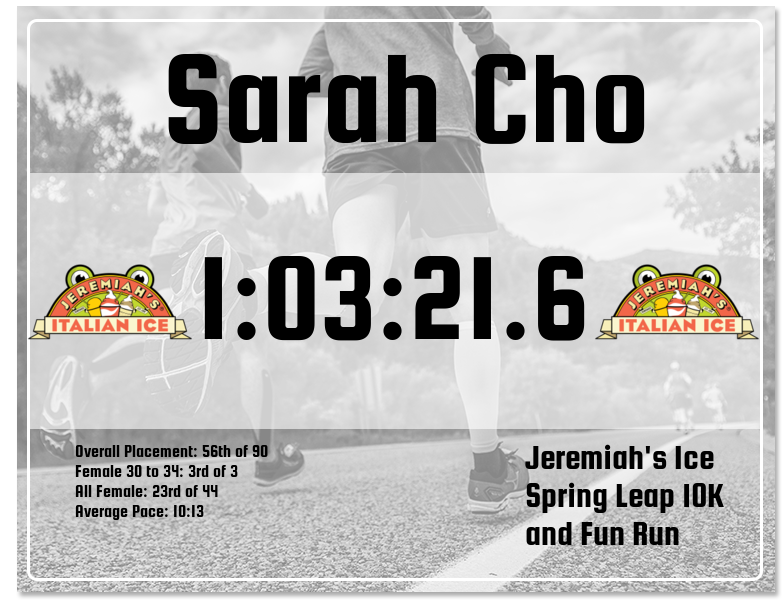 Sarah Cho
JEREMIAH'S
ITALIAN ICE
1:03:21.6
JEREMIAH'S
ITALIAN ICE
Overall Placement: 56th of 90
Female 30 to 34: 3rd of 3
All Female: 23rd of 44
Average Pace: 10:13
Jeremiah's Ice
Spring Leap 10K
and Fun Run